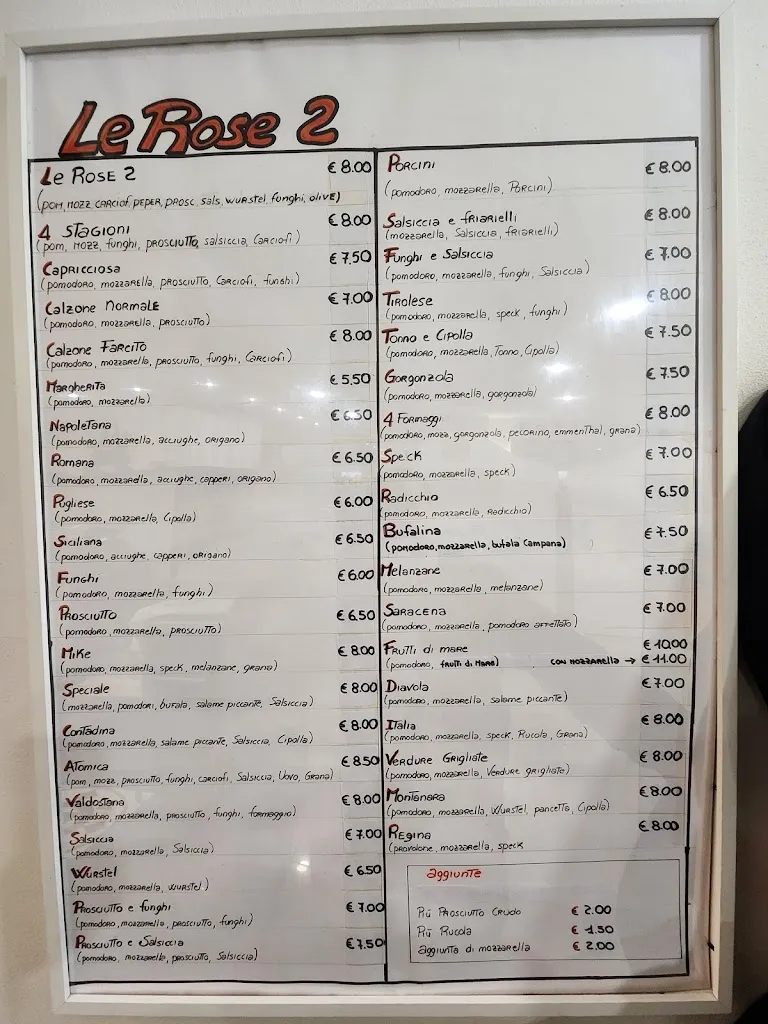 Le Rose 2
Le Rose 2 € 8.00
(pom, mozz, carciof, peper, prosc, sals, wurstel, funghi, olive)
4 stagioni € 8.00
(pom, mozz, funghi, prosciutto, salsiccia, carciofi)
Capricciosa € 7.50
(pomodoro, mozzarella, prosciutto, carciofi, funghi)
Calzone normale € 7.00
(pomodoro, mozzarella, prosciutto)
Calzone Farcito € 8.00
(pomodoro, mozzarella, prosciutto, funghi, carciofi)
Margherita € 5.50
(pomodoro, mozzarella)
Napoletana € 6.50
(pomodoro, mozzarella, acciughe, origano)
Romana € 6.50
(pomodoro, mozzarella, acciughe, capperi, origano)
Pugliese € 6.00
(pomodoro, mozzarella, cipolla)
Siciliana € 6.50
(pomodoro, acciughe, capperi, origano)
Funghi € 6.00
(pomodoro, mozzarella, funghi)
Prosciutto € 6.50
(pomodoro, mozzarella, prosciutto)
Mike € 8.00
(pomodoro, mozzarella, speck, melanzane, grana)
Speciale € 8.00
(mozzarella, pomodori, bufala, salame piccante, Salsiccia)
Contadina € 8.00
(pomodoro, mozzarella, salame piccante, Salsiccia, Cipolla)
Atomica € 8.50
(pom, mozz, prosciutto, funghi, carciofi, Salsiccia, Uovo, Grana)
Valdostana € 8.00
(pomodoro, mozzarella, prosciutto, funghi, formaggio)
Salsiccia € 7.00
(pomodoro, mozzarella, Salsiccia)
Wurstel € 6.50
(pomodoro, mozzarella, wurstel)
Prosciutto e funghi € 7.00
(pomodoro, mozzarella, prosciutto, funghi)
Prosciutto e Salsiccia € 7.50
(pomodoro, mozzarella, prosciutto, Salsiccia)
Porcini € 8.00
(pomodoro, mozzarella, Porcini)
Salsiccia e friarielli € 8.00
(mozzarella, Salsiccia, friarielli)
Funghi e Salsiccia € 7.00
(pomodoro, mozzarella, funghi, Salsiccia)
Tirolese € 8.00
(pomodoro, mozzarella, speck, funghi)
Tonno e Cipolla € 7.50
(pomodoro, mozzarella, Tonno, Cipolla)
Gorgonzola € 7.50
(pomodoro, mozzarella, gorgonzola)
4 Formaggi € 8.00
(pomodoro, mozza, gorgonzola, pecorino, emmenthal, grana)
Speck € 7.00
(pomodoro, mozzarella, speck)
Radicchio € 6.50
(pomodoro, mozzarella, Radicchio)
Bufalina € 7.50
(pomodoro, mozzarella, bufala Campana)
Melanzane € 7.00
(pomodoro, mozzarella, melanzane)
Saracena € 7.00
(pomodoro, mozzarella, pomodoro affettato)
Frutti di mare € 10.00
(pomodoro, frutti di mare) con mozzarella → € 11.00
Diavola € 7.00
(pomodoro, mozzarella, salame piccante)
Italia € 8.00
(pomodoro, mozzarella, speck, Rucola, Grana)
Verdure Grigliate € 8.00
(pomodoro, mozzarella, Verdure grigliate)
Montanara € 8.00
(pomodoro, mozzarella, Wurstel, pancetta, Cipolla)
Regina € 8.00
(provolone, mozzarella, speck
aggiunte
Più Prosciutto Crudo € 2.00
Più Rucola € 1.50
aggiunta di mozzarella € 2.00